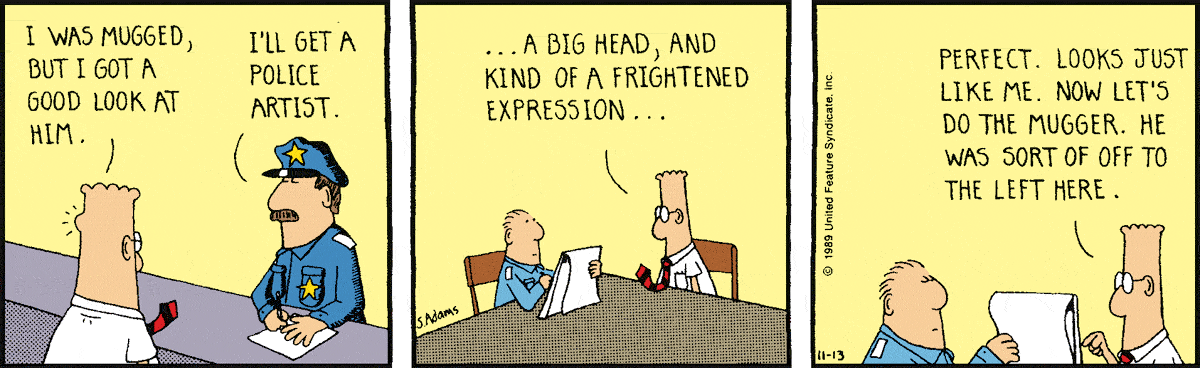 I WAS MUGGED,
BUT I GOT A
GOOD LOOK AT
HIM.
I'LL GET A
POLICE
ARTIST.
...A BIG HEAD, AND
KIND OF A FRIGHTENED
EXPRESSION...
S.Adams
© 1989 United Feature Syndicate, Inc.
PERFECT. LOOKS JUST
LIKE ME. NOW LET'S
DO THE MUGGER. HE
WAS SORT OF OFF TO
THE LEFT HERE.
11-13